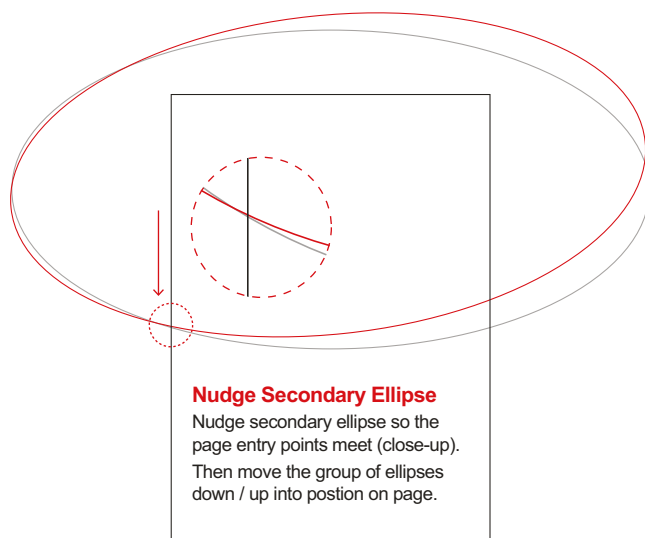 Nudge Secondary Ellipse
Nudge secondary ellipse so the
page entry points meet (close-up).
Then move the group of ellipses
down / up into postion on page.